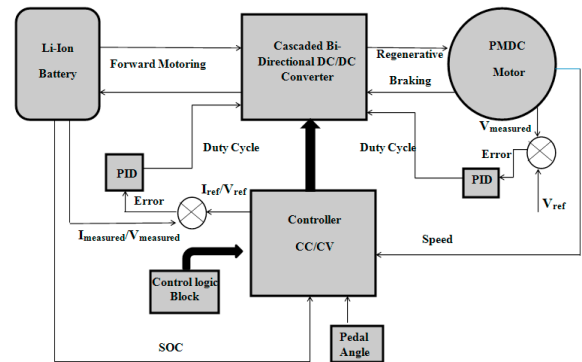 Li-Ion
Battery
Forward Motoring
Cascaded Bi-
Directional DC/DC
Converter
Regenerative
Braking
PMDC
Motor
Vmeasured
Duty Cycle
Duty Cycle
Error
PID
PID
Iref/Vref
Error
Vref
Imeasured/Vmeasured
Controller
CC/CV
Speed
Control logic
Block
Pedal
Angle
SOC